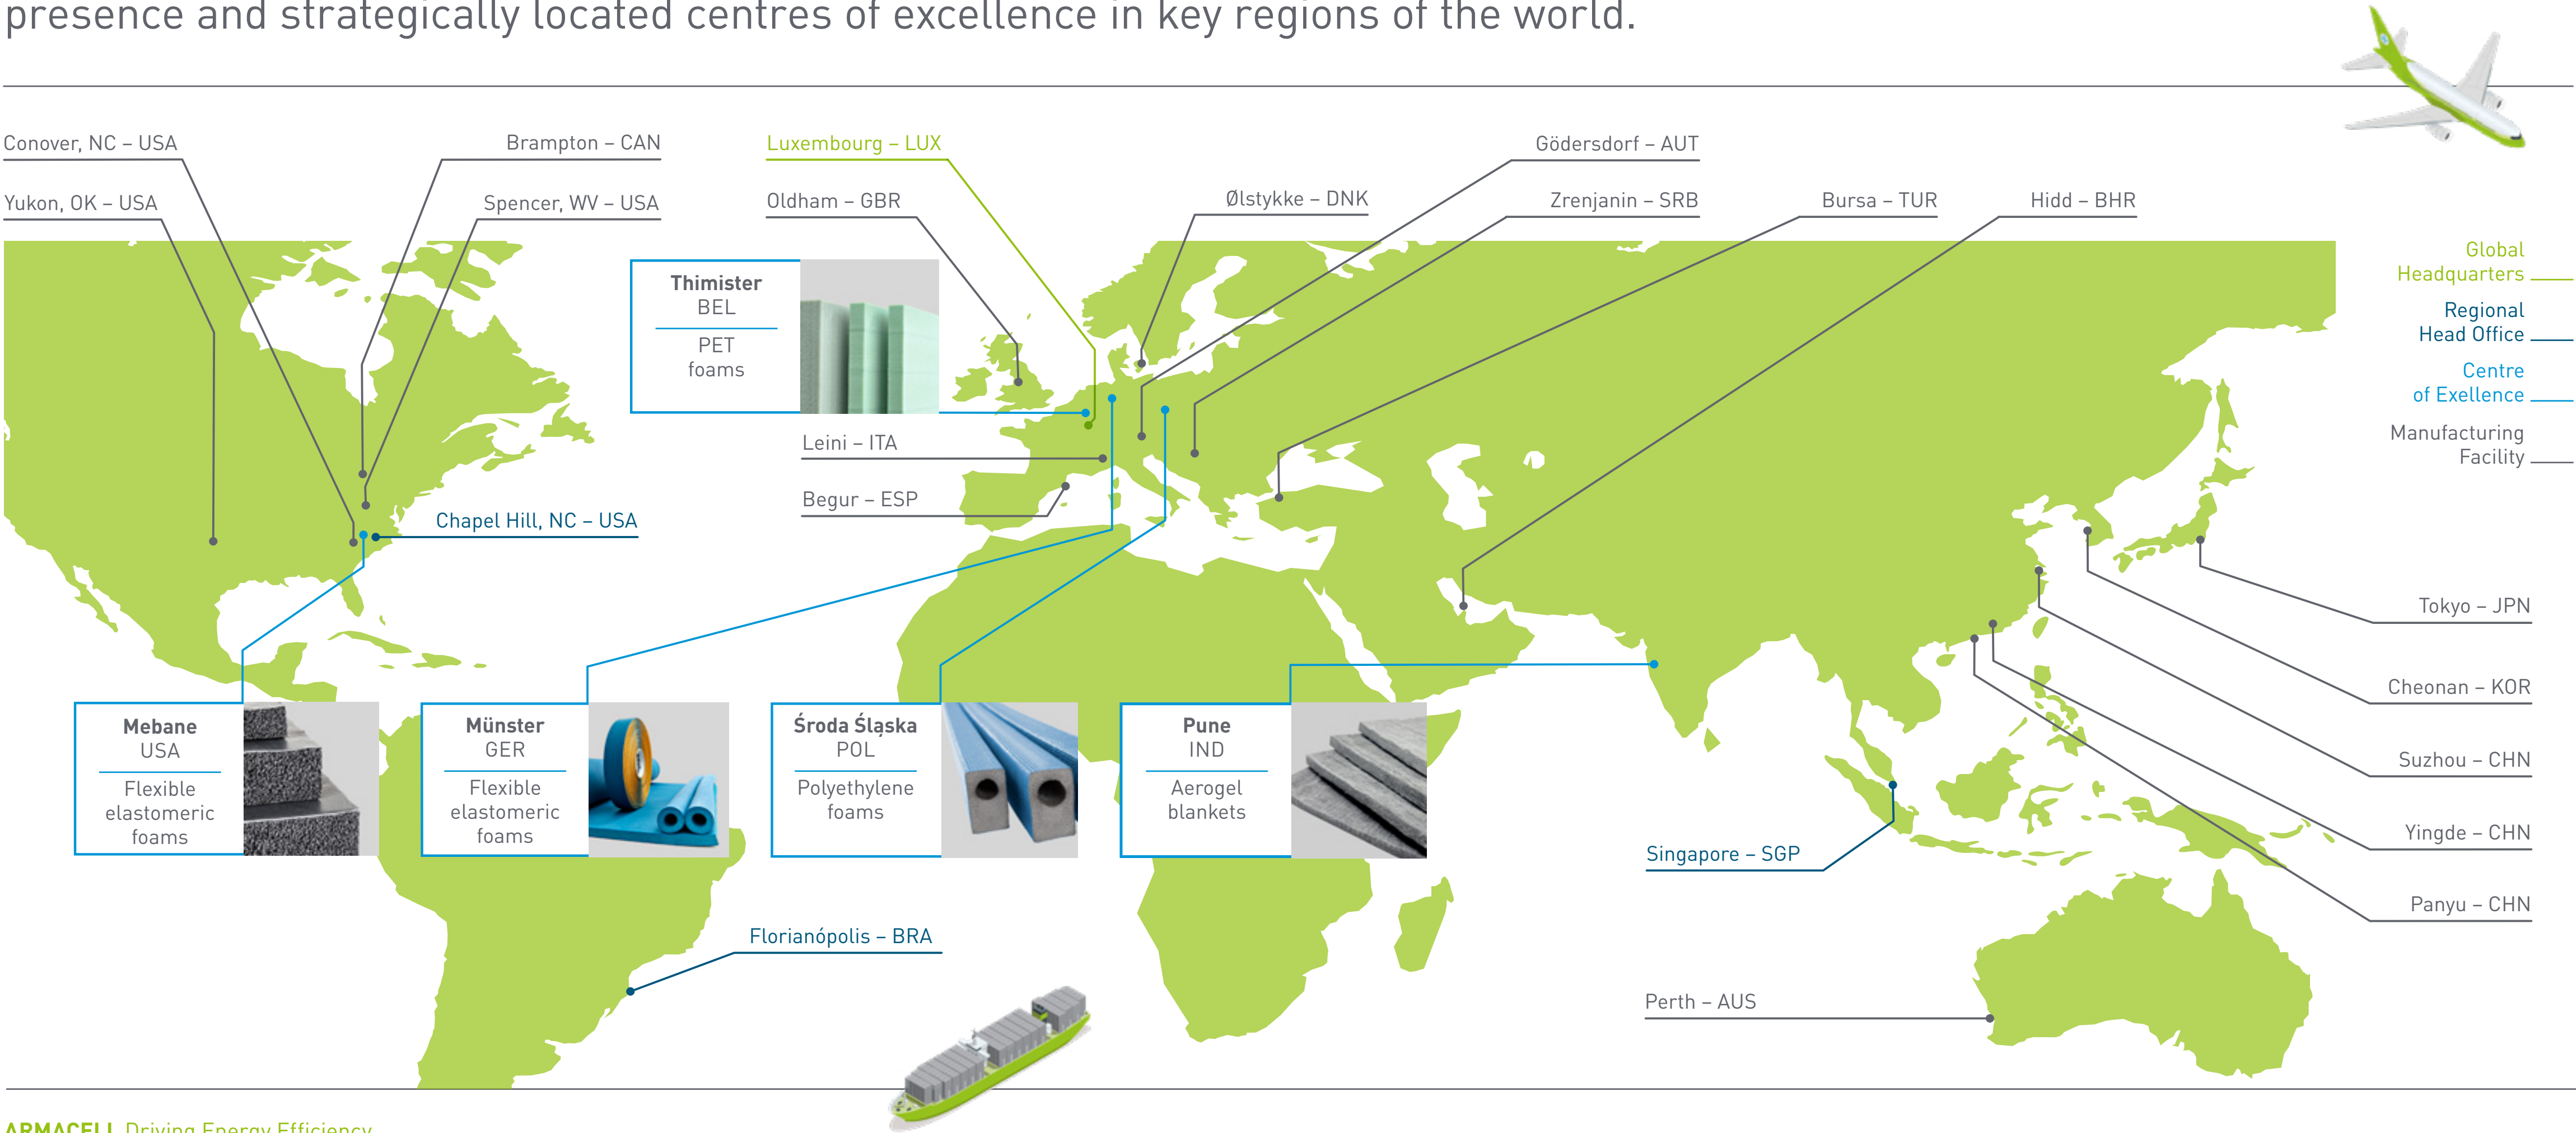 presence and strategically located centres of excellence in key regions of the world.
Conover, NC – USA
Brampton – CAN
Luxembourg – LUX
Gödersdorf – AUT
Yukon, OK – USA
Spencer, WV – USA
Oldham – GBR
Ølstykke – DNK
Zrenjanin – SRB
Bursa – TUR
Hidd – BHR
Global
Headquarters
Regional
Head Office
Centre
of Exellence
Manufacturing
Facility
Thimister
BEL
PET
foams
Leini – ITA
Begur – ESP
Chapel Hill, NC – USA
Tokyo – JPN
Cheonan – KOR
Suzhou – CHN
Yingde – CHN
Panyu – CHN
Mebane
USA
Flexible
elastomeric
foams
Münster
GER
Flexible
elastomeric
foams
Środa Śląska
POL
Polyethylene
foams
Pune
IND
Aerogel
blankets
Singapore – SGP
Florianópolis – BRA
Perth – AUS
ARMACELL Driving Energy Efficiency